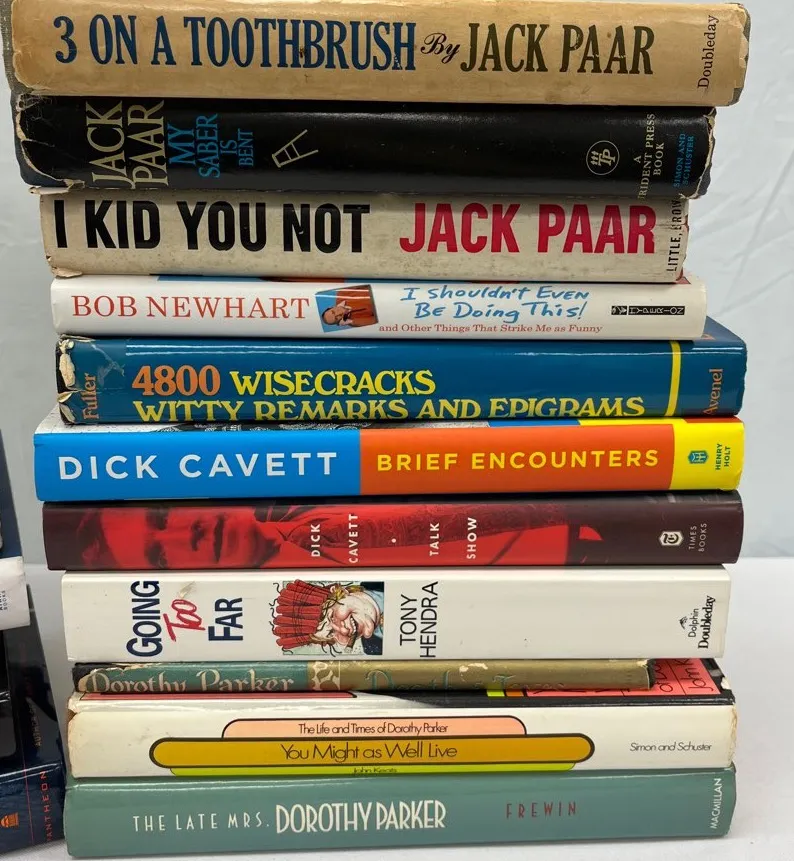 3 ON A TOOTHBRUSH By JACK PAAR Doubleday
JACK PAAR
MY SABER IS BENT
A TRIDENT PRESS BOOK
SIMON AND SCHUSTER
I KID YOU NOT JACK PAAR
BOB NEWHART I Shouldn't Even Be Doing This!
and Other Things That Strike Me as Funny
HYPERION
Fuller
4800 WISECRACKS
WITTY REMARKS AND EPIGRAMS
Avenel
DICK CAVETT BRIEF ENCOUNTERS HENRY HOLT
DICK CAVETT • TALK SHOW TIMES BOOKS
GOING Too FAR TONY HENDRA Dolphin Doubleday
Dorothy Parker
The Life and Times of Dorothy Parker
You Might as Well Live
John Keats
Simon and Schuster
THE LATE MRS. DOROTHY PARKER FREWIN MACMILLAN
PANTHEON